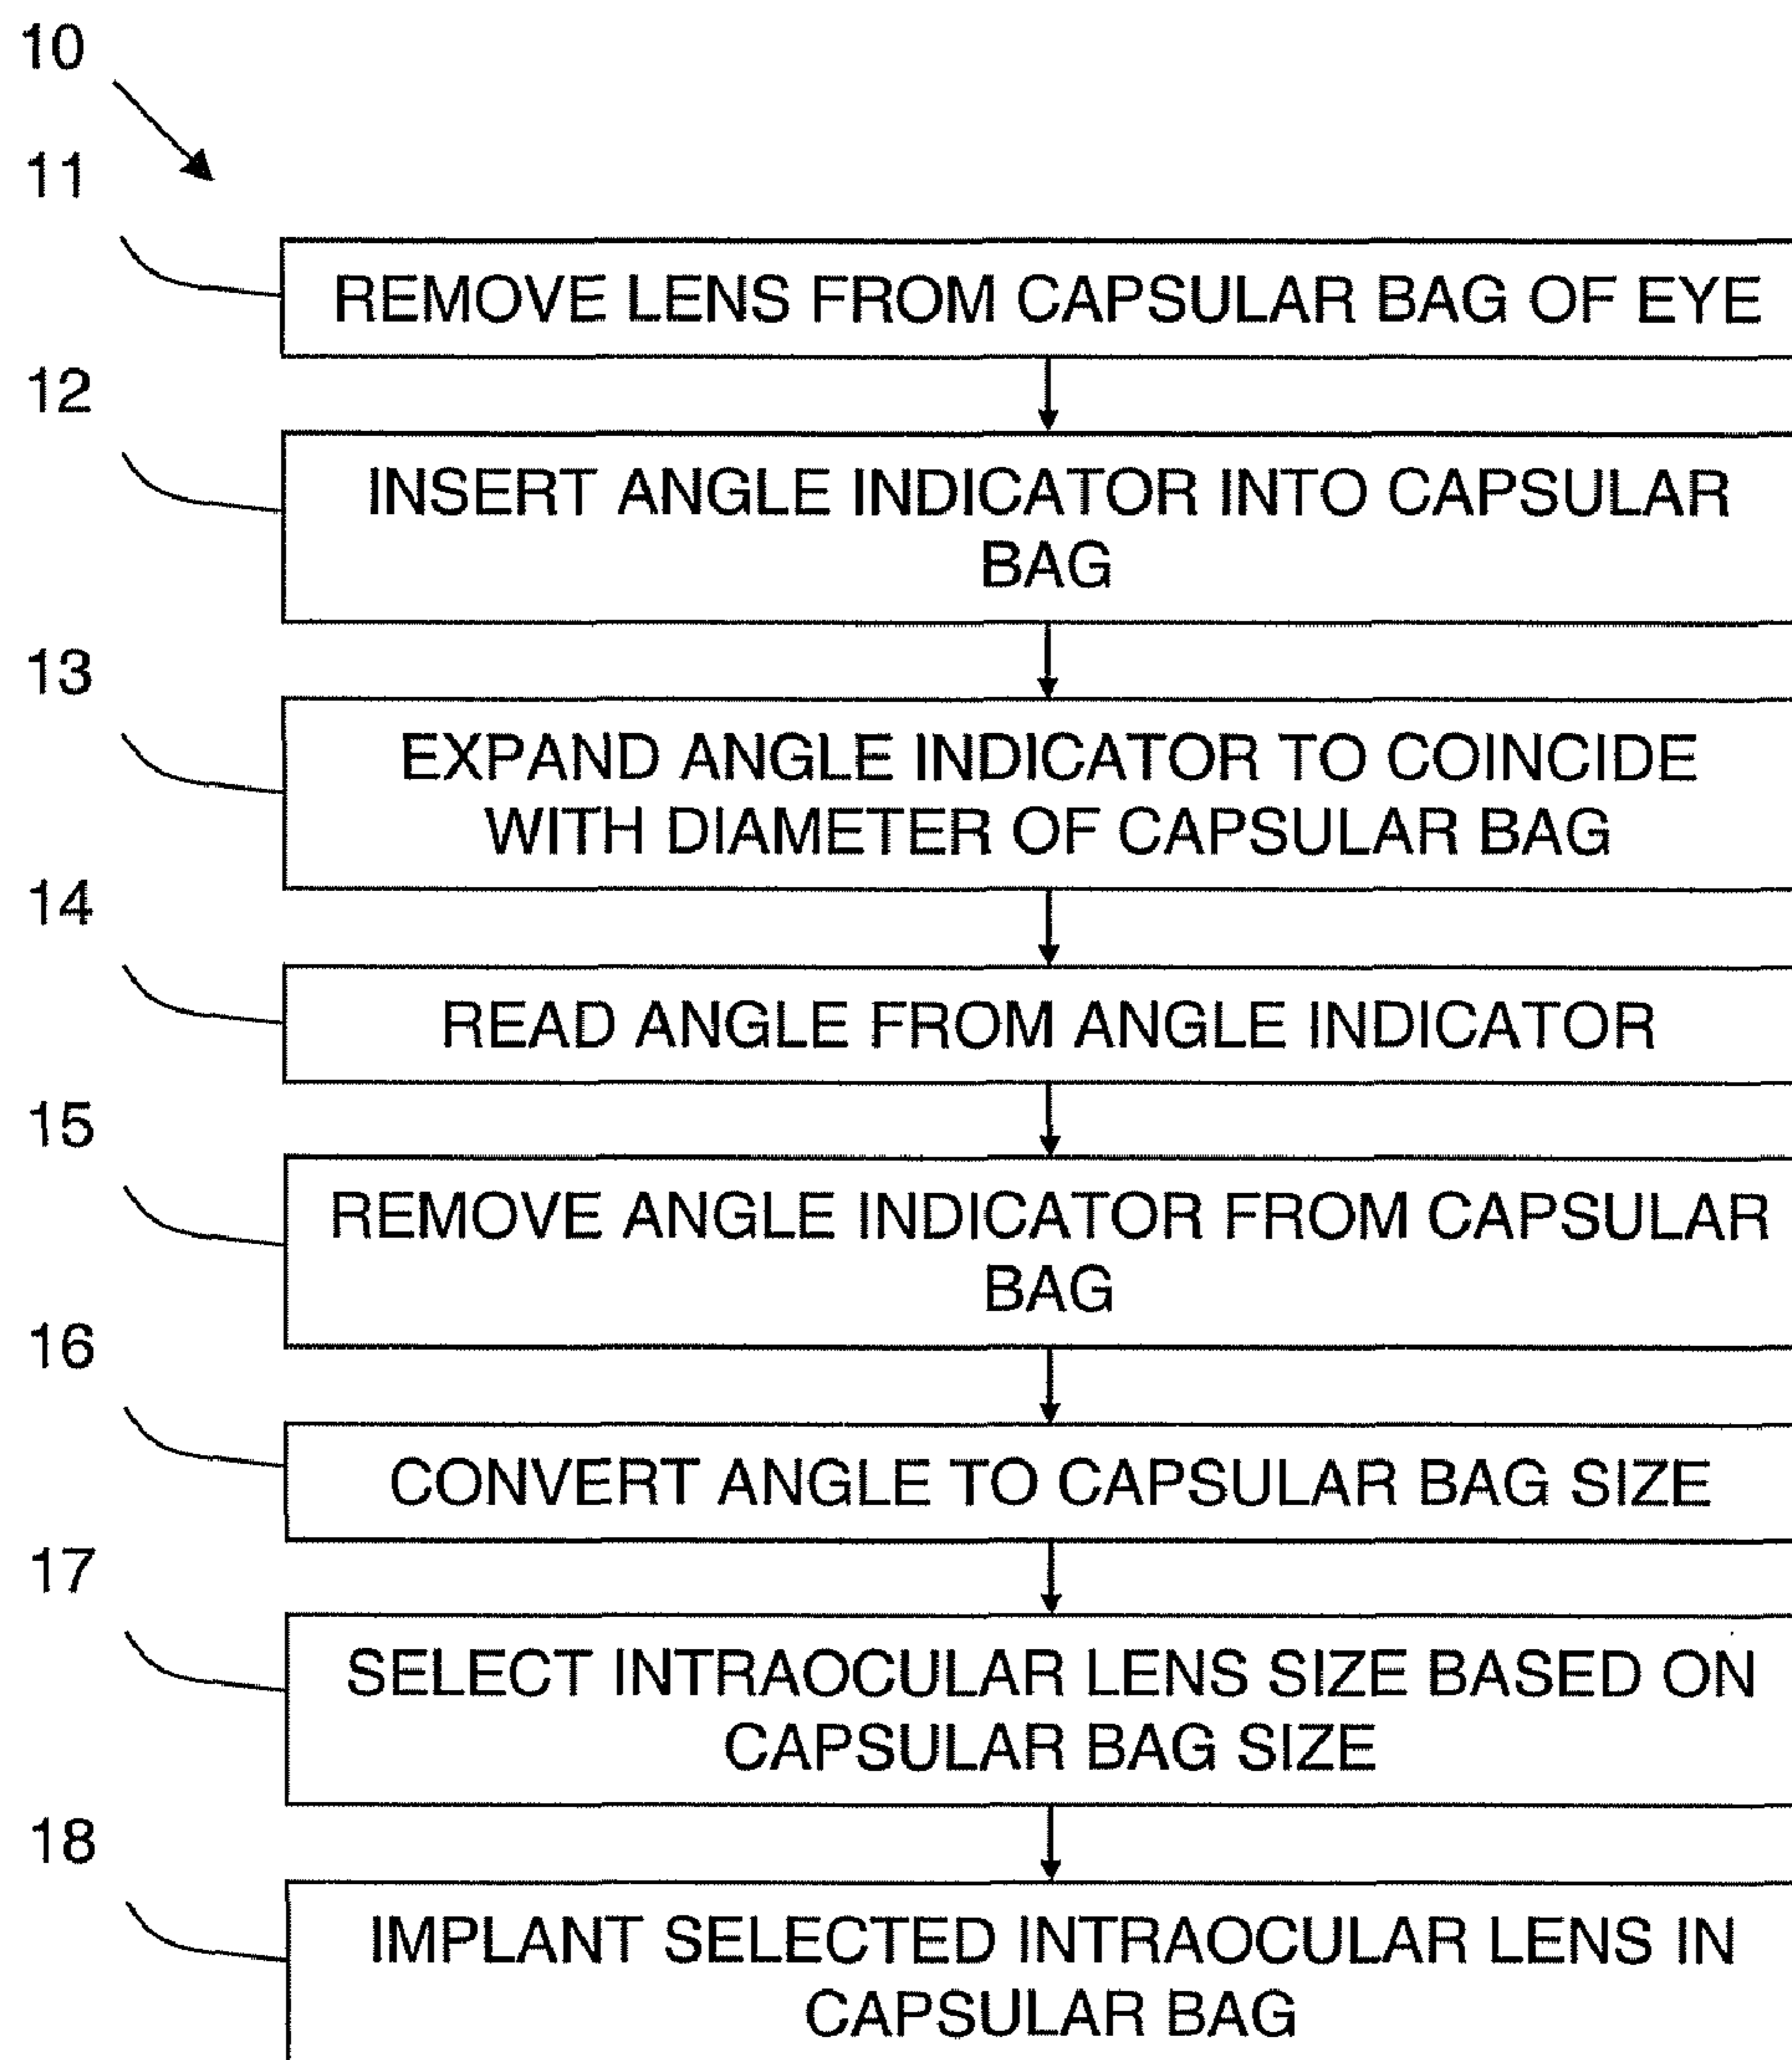 10
11
REMOVE LENS FROM CAPSULAR BAG OF EYE
12
INSERT ANGLE INDICATOR INTO CAPSULAR
BAG
13
EXPAND ANGLE INDICATOR TO COINCIDE
WITH DIAMETER OF CAPSULAR BAG
14
READ ANGLE FROM ANGLE INDICATOR
15
REMOVE ANGLE INDICATOR FROM CAPSULAR
BAG
16
CONVERT ANGLE TO CAPSULAR BAG SIZE
17
SELECT INTRAOCULAR LENS SIZE BASED ON
CAPSULAR BAG SIZE
18
IMPLANT SELECTED INTRAOCULAR LENS IN
CAPSULAR BAG